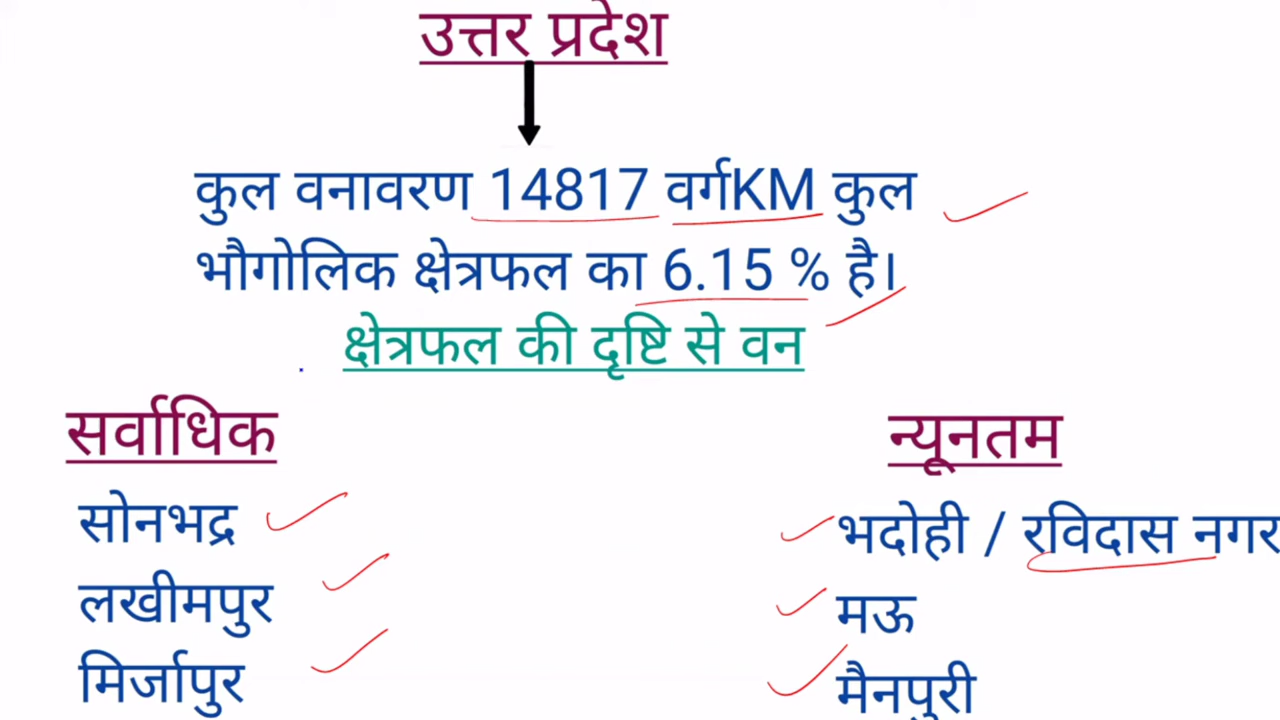 उत्तर प्रदेश
कुल वनावरण 14817 वर्गKM कुल
भौगोलिक क्षेत्रफल का 6.15 % है।
क्षेत्रफल की दृष्टि से वन
सर्वाधिक
सोनभद्र
लखीमपुर
मिर्जापुर
न्यूनतम
भदोही / रविदास नगर
मऊ
मैनपुरी